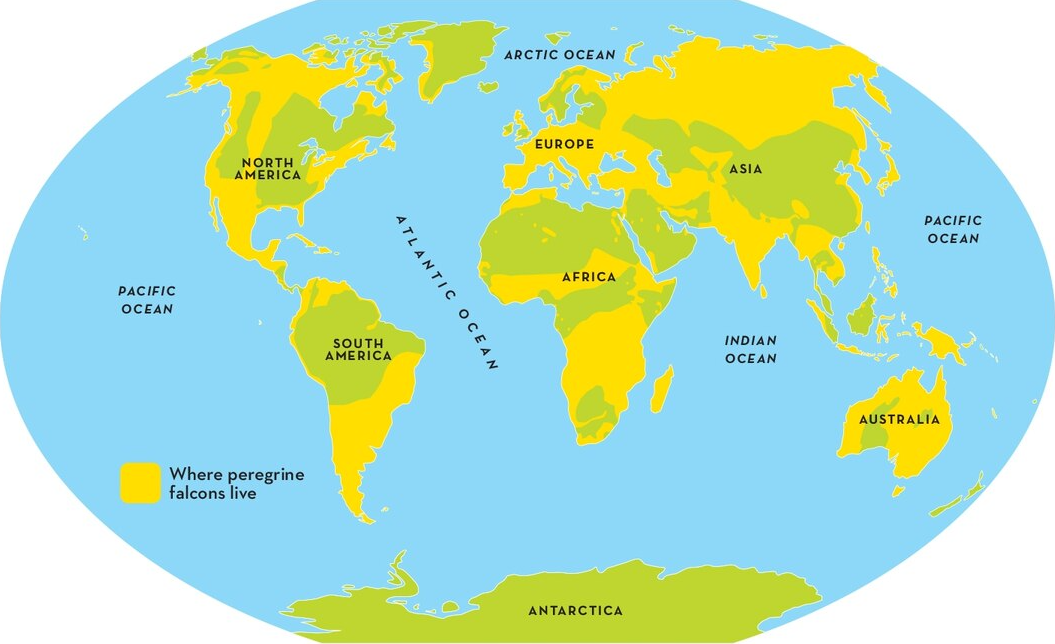 ARCTIC OCEAN
EUROPE
NORTH
AMERICA
ASIA
PACIFIC
OCEAN
ATLANTIC OCEAN
AFRICA
PACIFIC
OCEAN
SOUTH
AMERICA
INDIAN
OCEAN
AUSTRALIA
Where peregrine
falcons live
ANTARCTICA